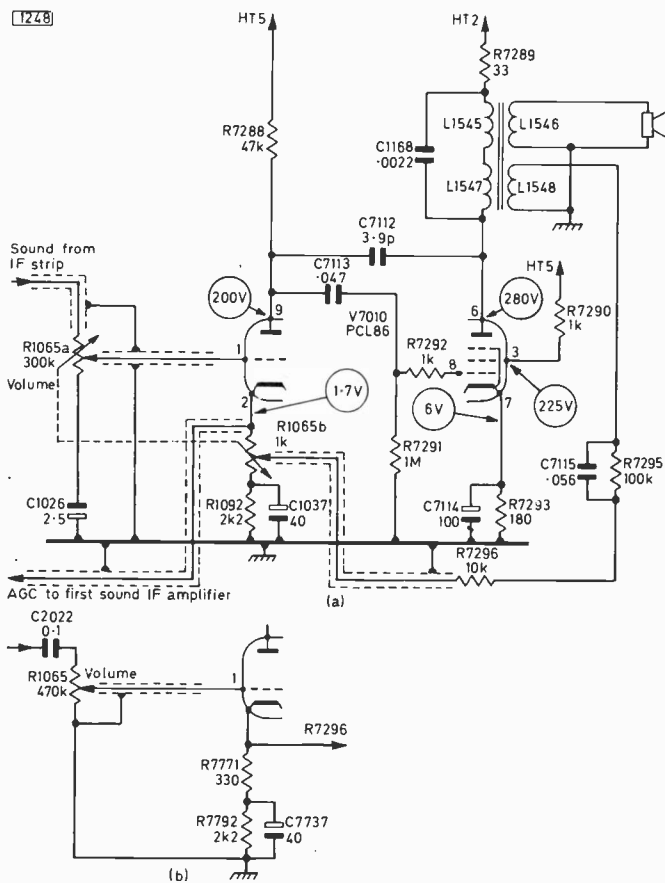 1248
HT5
HT2
R7289
33
R7288
47k
L1545
L1546
C1168
.0022
L1547
L1548
Sound from
IF strip
C7112
3·9p
C7113
.047
HT5
200V
9
V7010
PCL86
6
280V
R7290
1k
R1065a
300k
1
R7292
1k
8
3
Volume
2
1·7V
6V
7
225V
R1065b
1k
R7291
1M
C7115
.056
R7295
100k
C1026
2·5
R1092
2k2
C1037
40
C7114
100
R7293
180
R7296
10k
AGC to first sound IF amplifier
(a)
C2022
0·1
R1065
470k
Volume
1
R7296
R7771
330
R7792
2k2
C7737
40
(b)